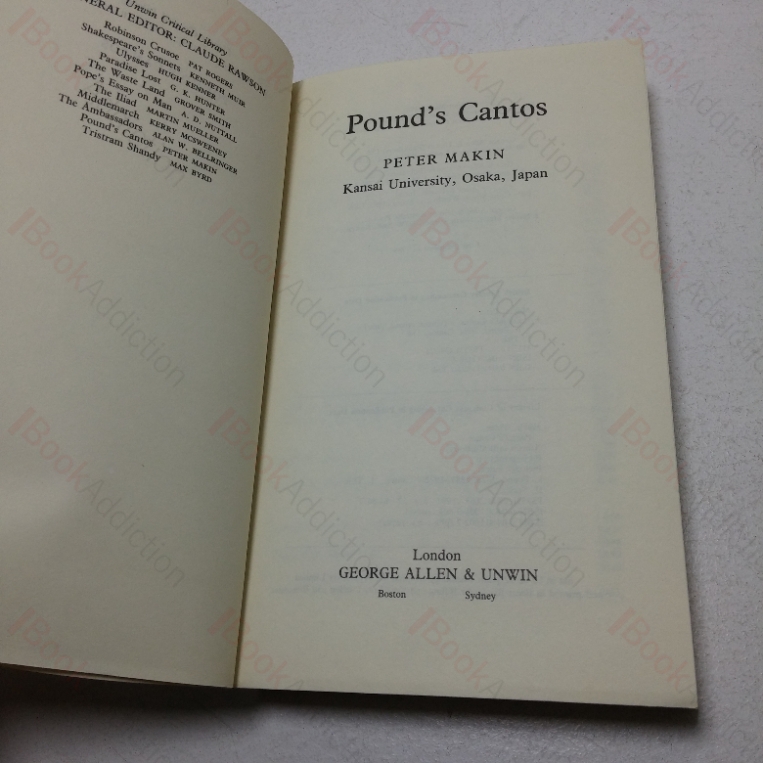 Unwin Critical Library
GENERAL EDITOR: CLAUDE RAWSON
Robinson Crusoe PAT ROGERS
Shakespeare's Sonnets KENNETH MUIR
Ulysses HUGH KENNER
Paradise Lost G. K. HUNTER
The Waste Land GROVER SMITH
Pope's Essay on Man A. D. NUTTALL
The Iliad MARTIN MUELLER
Middlemarch KERRY MCSWEENEY
The Ambassadors ALAN W. BELLRINGER
Pound's Cantos PETER MAKIN
Tristram Shandy MAX BYRD
Pound's Cantos
PETER MAKIN
Kansai University, Osaka, Japan
London
GEORGE ALLEN & UNWIN
Boston Sydney
BookAddiction